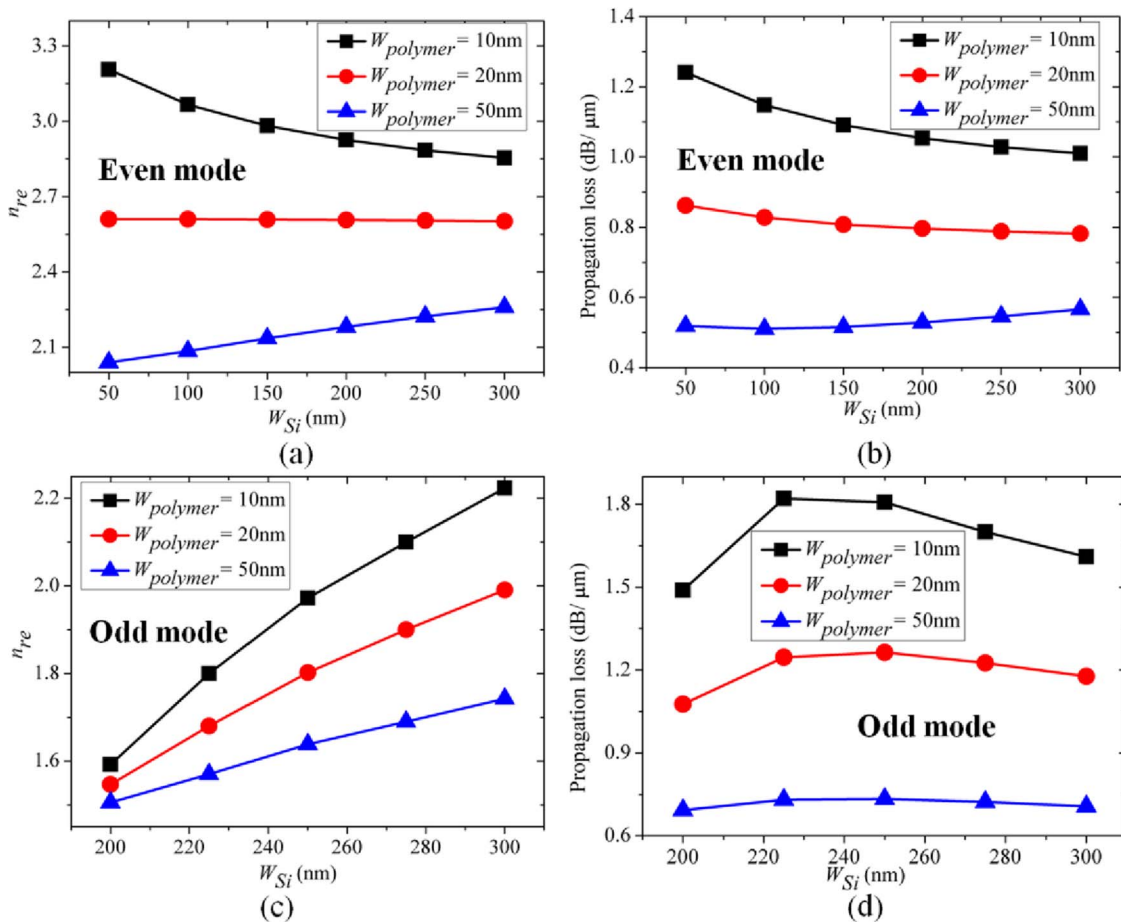 3.3
3.0
2.7
2.4
2.1
n_re
W_polymer = 10nm
W_polymer = 20nm
W_polymer = 50nm
Even mode
50 100 150 200 250 300
W_Si (nm)
(a)
1.4
1.2
1.0
0.8
0.6
0.4
Propagation loss (dB/ μm)
W_polymer = 10nm
W_polymer = 20nm
W_polymer = 50nm
Even mode
50 100 150 200 250 300
W_Si (nm)
(b)
2.2
2.0
1.8
1.6
n_re
W_polymer = 10nm
W_polymer = 20nm
W_polymer = 50nm
Odd mode
200 220 240 260 280 300
W_Si (nm)
(c)
1.8
1.5
1.2
0.9
0.6
Propagation loss (dB/ μm)
W_polymer = 10nm
W_polymer = 20nm
W_polymer = 50nm
Odd mode
200 220 240 260 280 300
W_Si (nm)
(d)